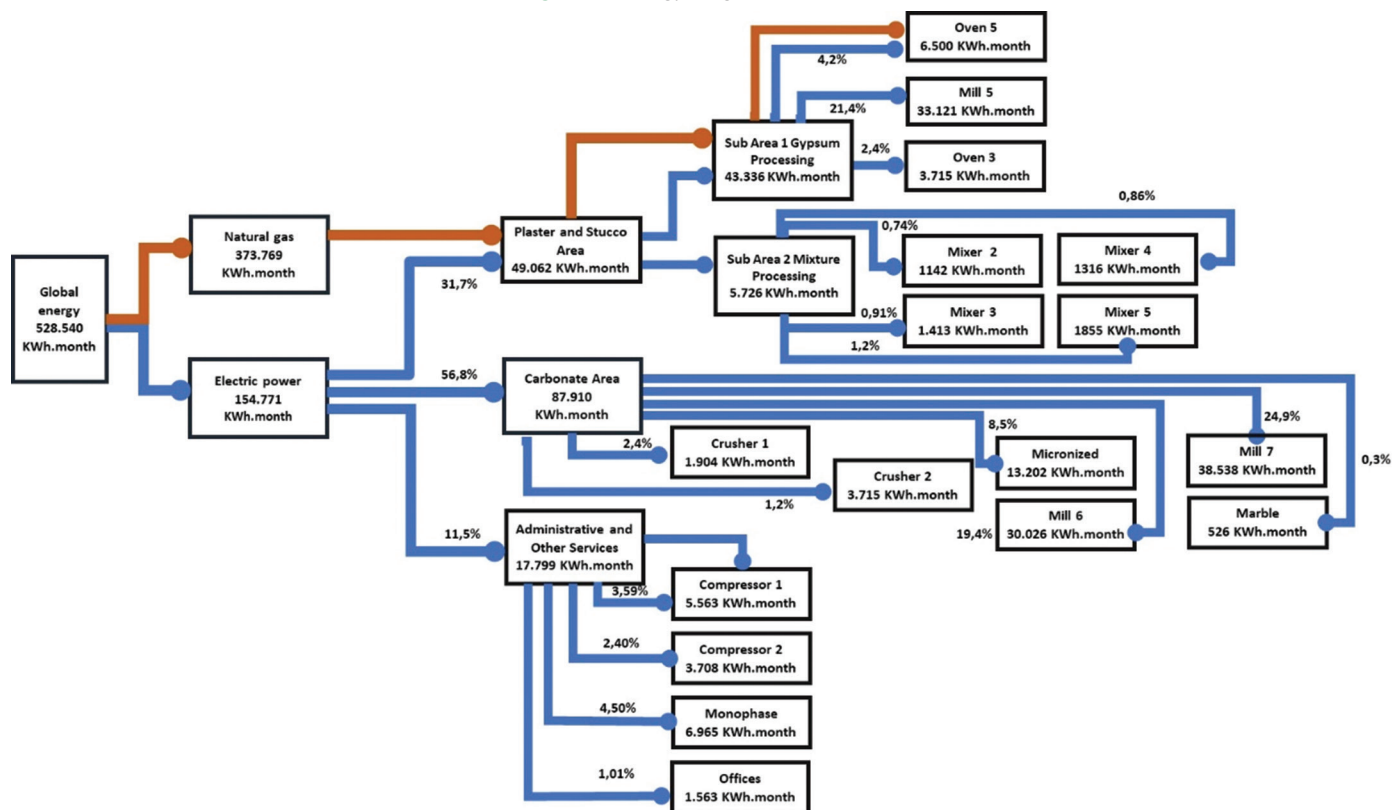 Global
energy
528.540
KWh.month
Natural gas
373.769
KWh.month
Electric power
154.771
KWh.month
31,7%
56,8%
11,5%
Plaster and Stucco
Area
49.062 KWh.month
Sub Area 1 Gypsum
Processing
43.336 KWh.month
4,2%
21,4%
2,4%
Oven 5
6.500 KWh.month
Mill 5
33.121 KWh.month
Oven 3
3.715 KWh.month
Sub Area 2 Mixture
Processing
5.726 KWh.month
0,86%
0,74%
0,91%
1,2%
Mixer 2
1142 KWh.month
Mixer 4
1316 KWh.month
Mixer 3
1.413 KWh.month
Mixer 5
1855 KWh.month
Carbonate Area
87.910
KWh.month
2,4%
Crusher 1
1.904 KWh.month
1,2%
Crusher 2
3.715 KWh.month
8,5%
Micronized
13.202 KWh.month
19,4%
Mill 6
30.026 KWh.month
24,9%
Mill 7
38.538 KWh.month
0,3%
Marble
526 KWh.month
Administrative and
Other Services
17.799 KWh.month
3,59%
Compressor 1
5.563 KWh.month
2,40%
Compressor 2
3.708 KWh.month
4,50%
Monophase
6.965 KWh.month
1,01%
Offices
1.563 KWh.month